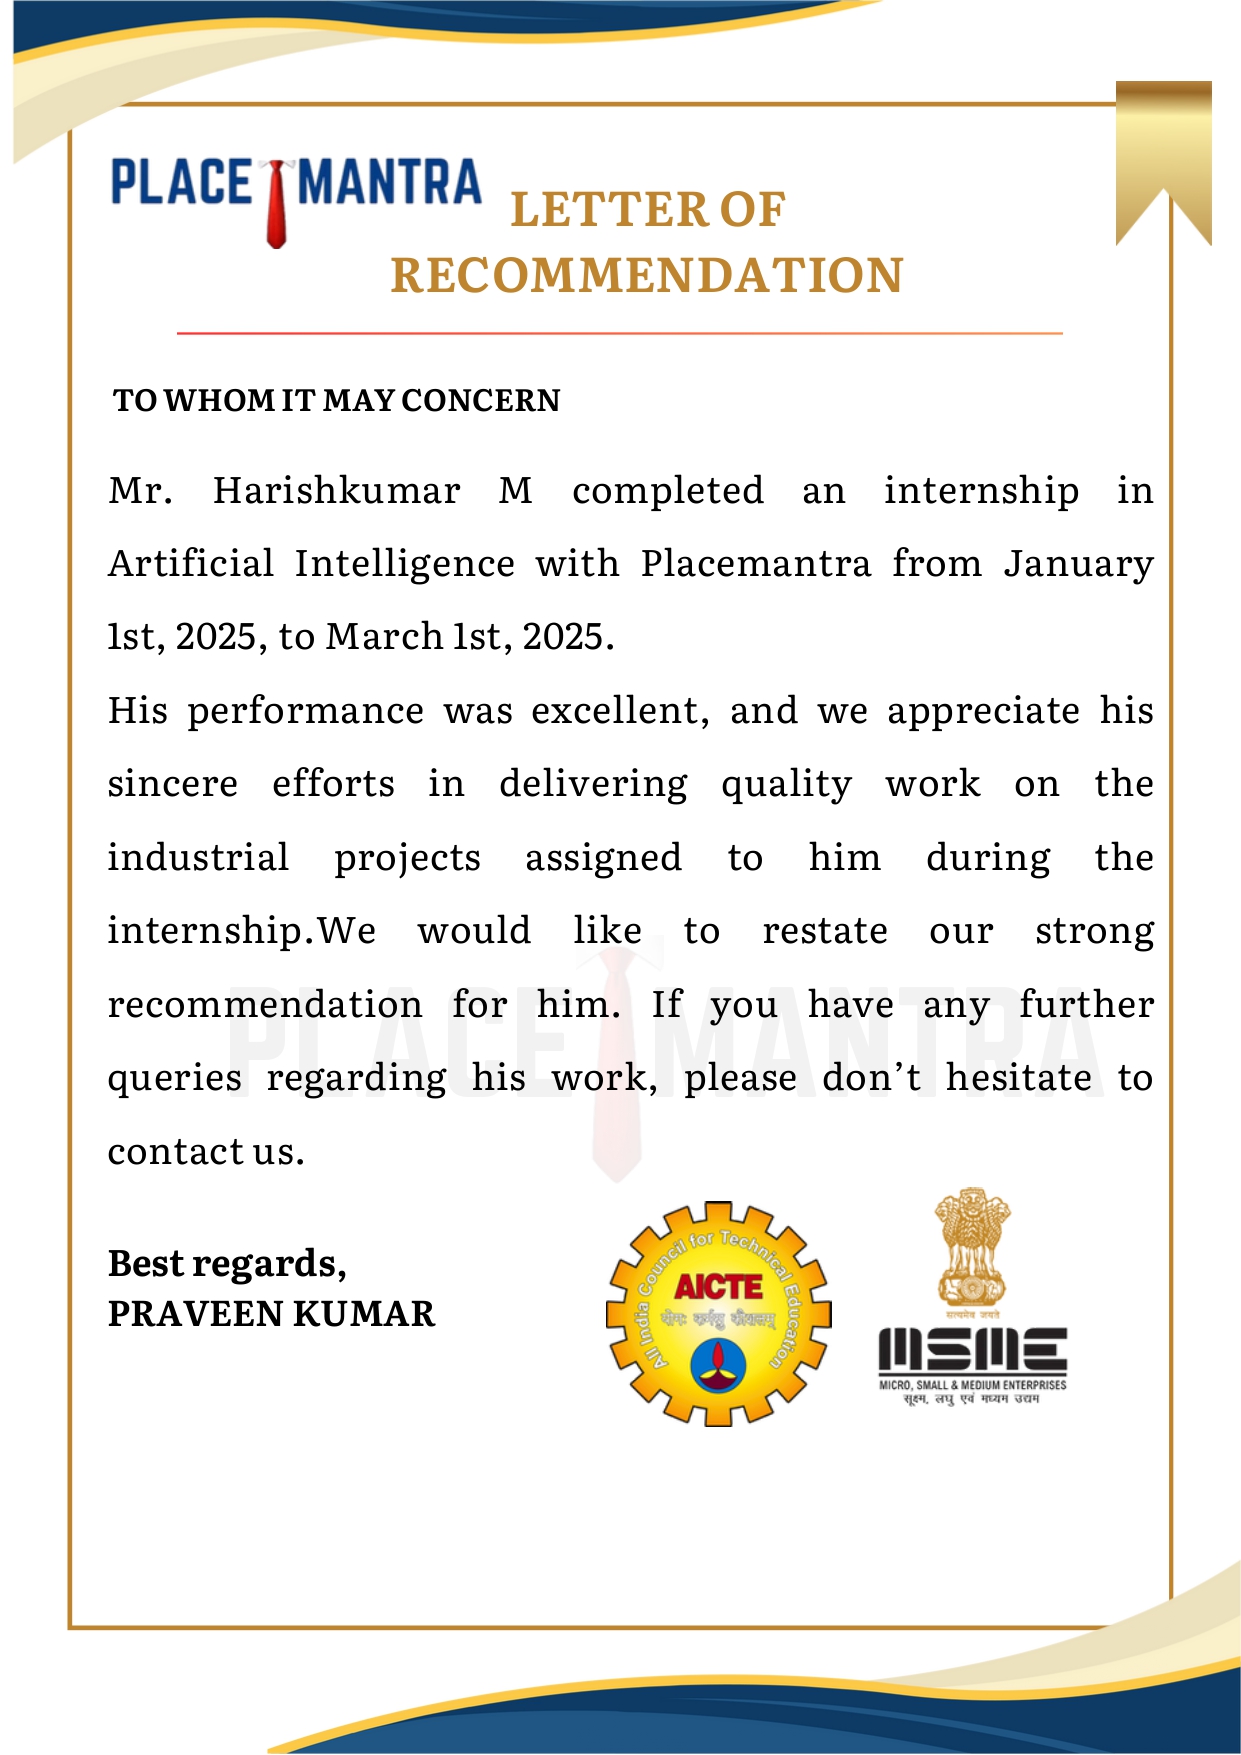 PLACE MANTRA
LETTER OF
RECOMMENDATION
TO WHOM IT MAY CONCERN
Mr. Harishkumar M completed an internship in
Artificial Intelligence with Placemantra from January
1st, 2025, to March 1st, 2025.
His performance was excellent, and we appreciate his
sincere efforts in delivering quality work on the
industrial projects assigned to him during the
internship.We would like to restate our strong
recommendation for him. If you have any further
queries regarding his work, please don’t hesitate to
contact us.
PLACE MANTRA
Best regards,
PRAVEEN KUMAR
All India Council for Technical Education
AICTE
योगः कर्मसु कौशलम्
सत्यमेव जयते
MSME
MICRO, SMALL & MEDIUM ENTERPRISES
सूक्ष्म, लघु एवं मध्यम उद्यम